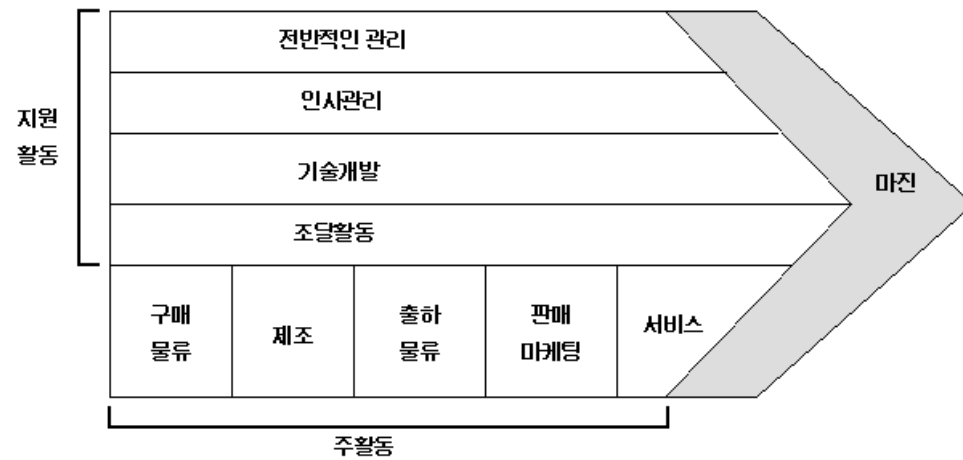 전반적인 관리
인사관리
지원
활동
기술개발
마진
조달활동
구매
물류
제조
출하
물류
판매
마케팅
서비스
주활동